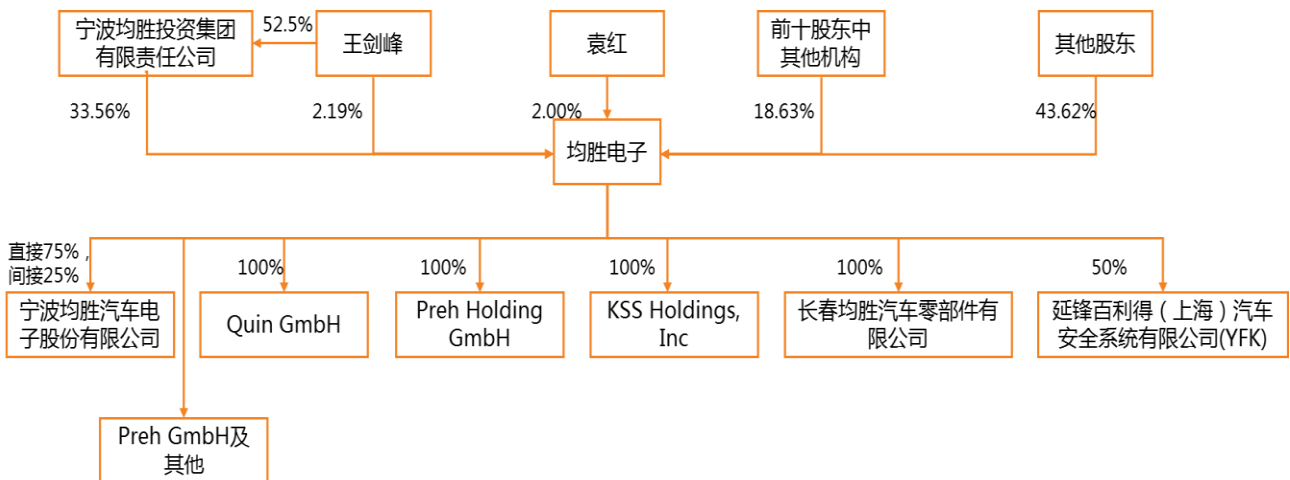 宁波均胜投资集团
有限责任公司
52.5%
王剑峰
袁红
前十股东中
其他机构
其他股东
33.56%
2.19%
2.00%
18.63%
43.62%
均胜电子
直接75%，
间接25%
100%
100%
100%
100%
50%
宁波均胜汽车电
子股份有限公司
Quin GmbH
Preh Holding
GmbH
KSS Holdings,
Inc
长春均胜汽车零部件有
限公司
延锋百利得（上海）汽车
安全系统有限公司(YFK)
Preh GmbH及
其他